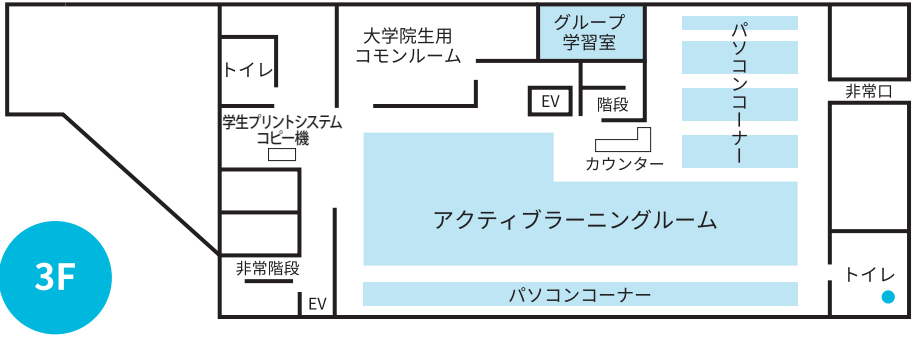 グループ
学習室
大学院生用
コモンルーム
パソコンコーナー
トイレ
EV
階段
非常口
学生プリントシステム
コピー機
カウンター
アクティブラーニングルーム
非常階段
3F
トイレ
パソコンコーナー
EV